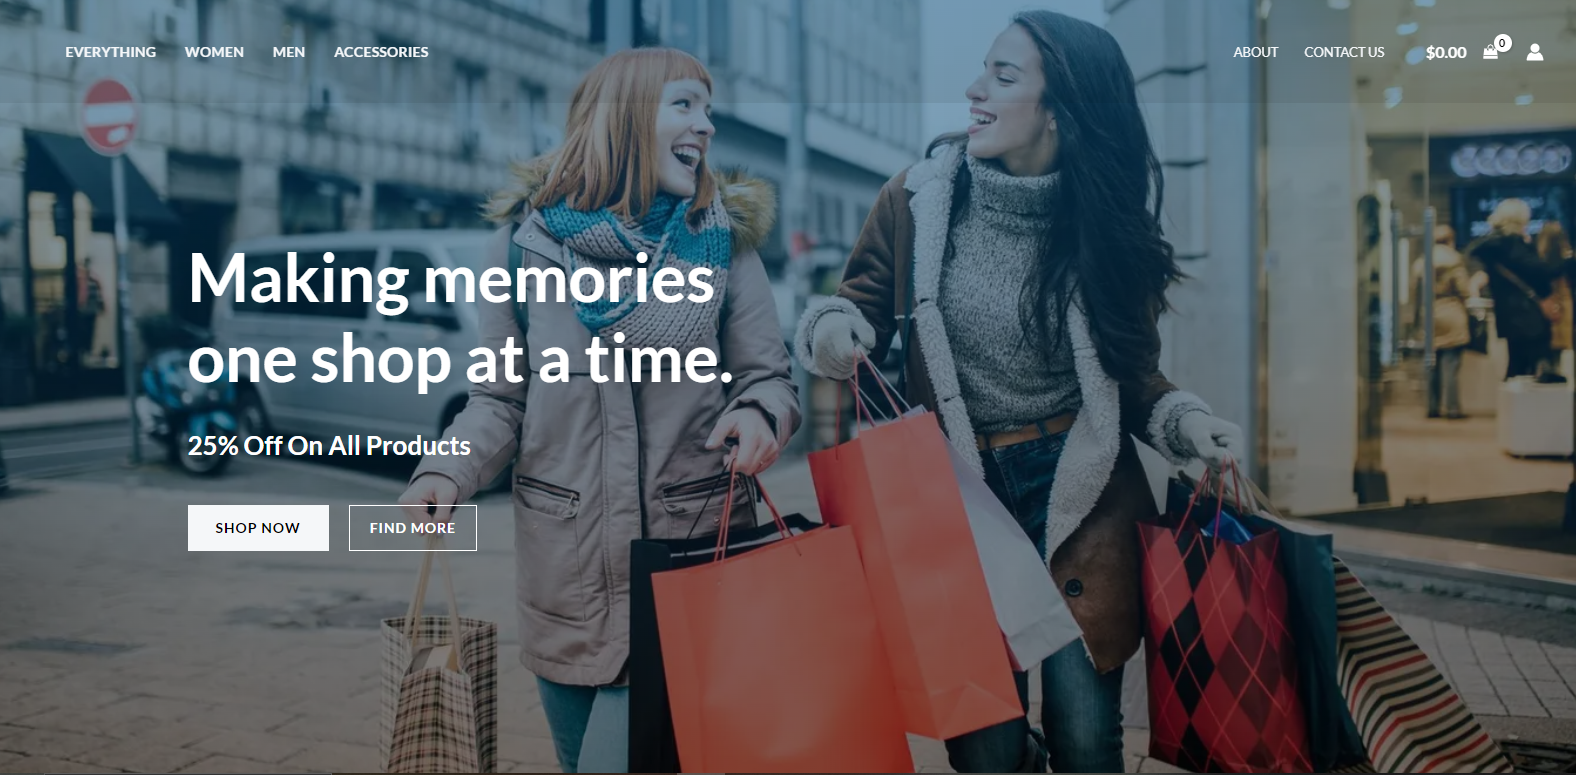 EVERYTHING WOMEN MEN ACCESSORIES ABOUT CONTACT US $0.00 0
Making memories
one shop at a time.
25% Off On All Products
SHOP NOW FIND MORE